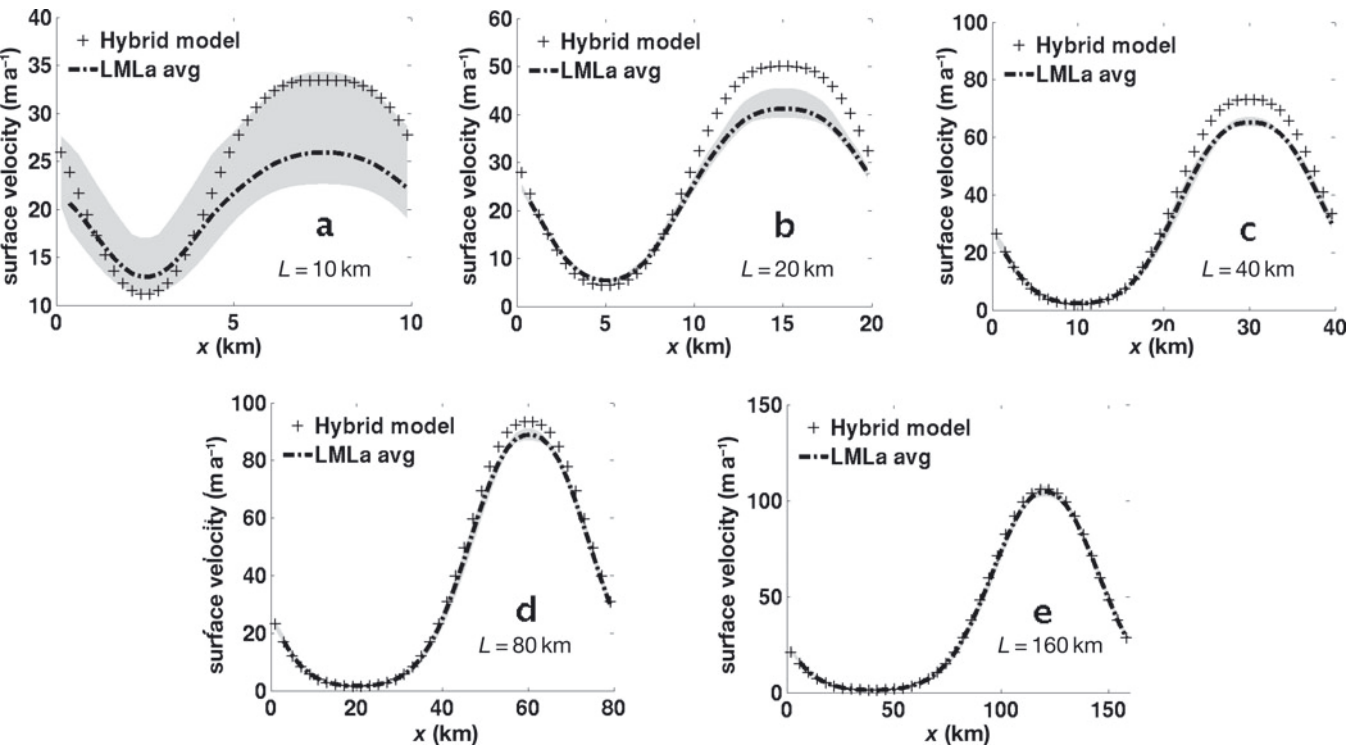 40
35
30
25
20
15
10
surface velocity (m a⁻¹)
+ Hybrid model
LMLa avg
a
L = 10 km
0 5 10
x (km)
60
50
40
30
20
10
0
surface velocity (m a⁻¹)
+ Hybrid model
LMLa avg
b
L = 20 km
0 5 10 15 20
x (km)
100
80
60
40
20
0
surface velocity (m a⁻¹)
+ Hybrid model
LMLa avg
c
L = 40 km
0 10 20 30 40
x (km)
100
80
60
40
20
0
surface velocity (m a⁻¹)
+ Hybrid model
LMLa avg
d
L = 80 km
0 20 40 60 80
x (km)
150
100
50
0
surface velocity (m a⁻¹)
+ Hybrid model
LMLa avg
e
L = 160 km
0 50 100 150
x (km)